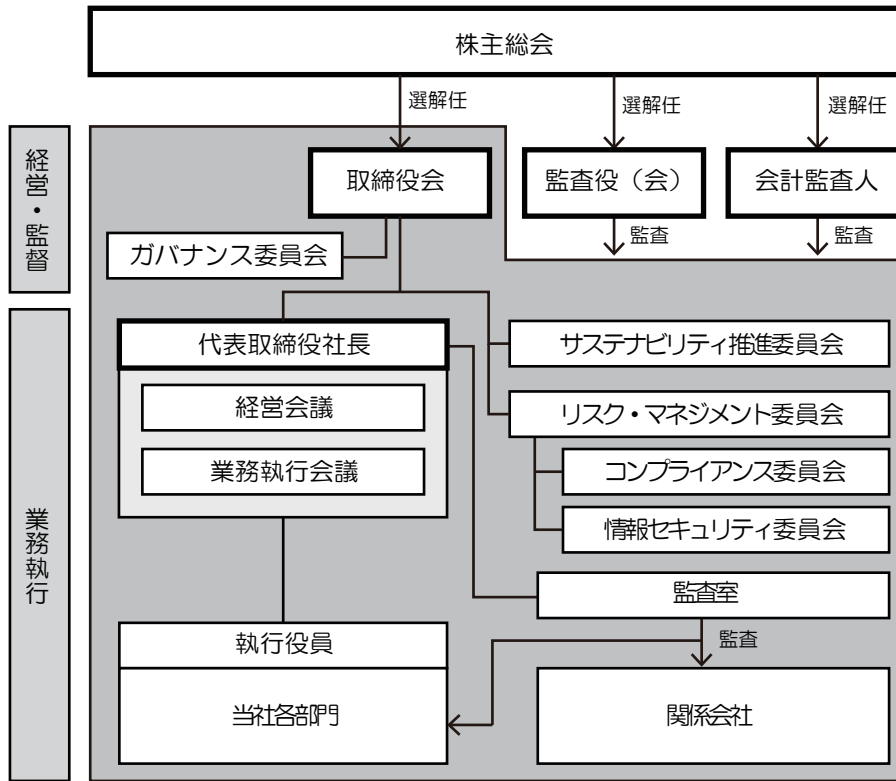 株主総会
選解任
選解任
選解任
経営・監督
取締役会
監査役（会）
会計監査人
監査
監査
ガバナンス委員会
業務執行
代表取締役社長
サステナビリティ推進委員会
経営会議
リスク・マネジメント委員会
業務執行会議
コンプライアンス委員会
情報セキュリティ委員会
監査室
執行役員
監査
当社各部門
関係会社